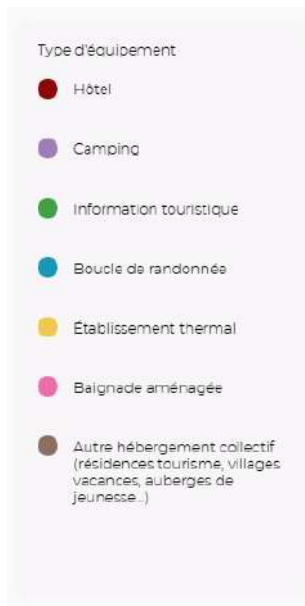 Type d'équipement
Hôtel
Camping
Information touristique
Boucle de randonnée
Établissement thermal
Baignade aménagée
Autre hébergement collectif
(résidences tourisme, villages
vacances, auberges de
jeunesse...)